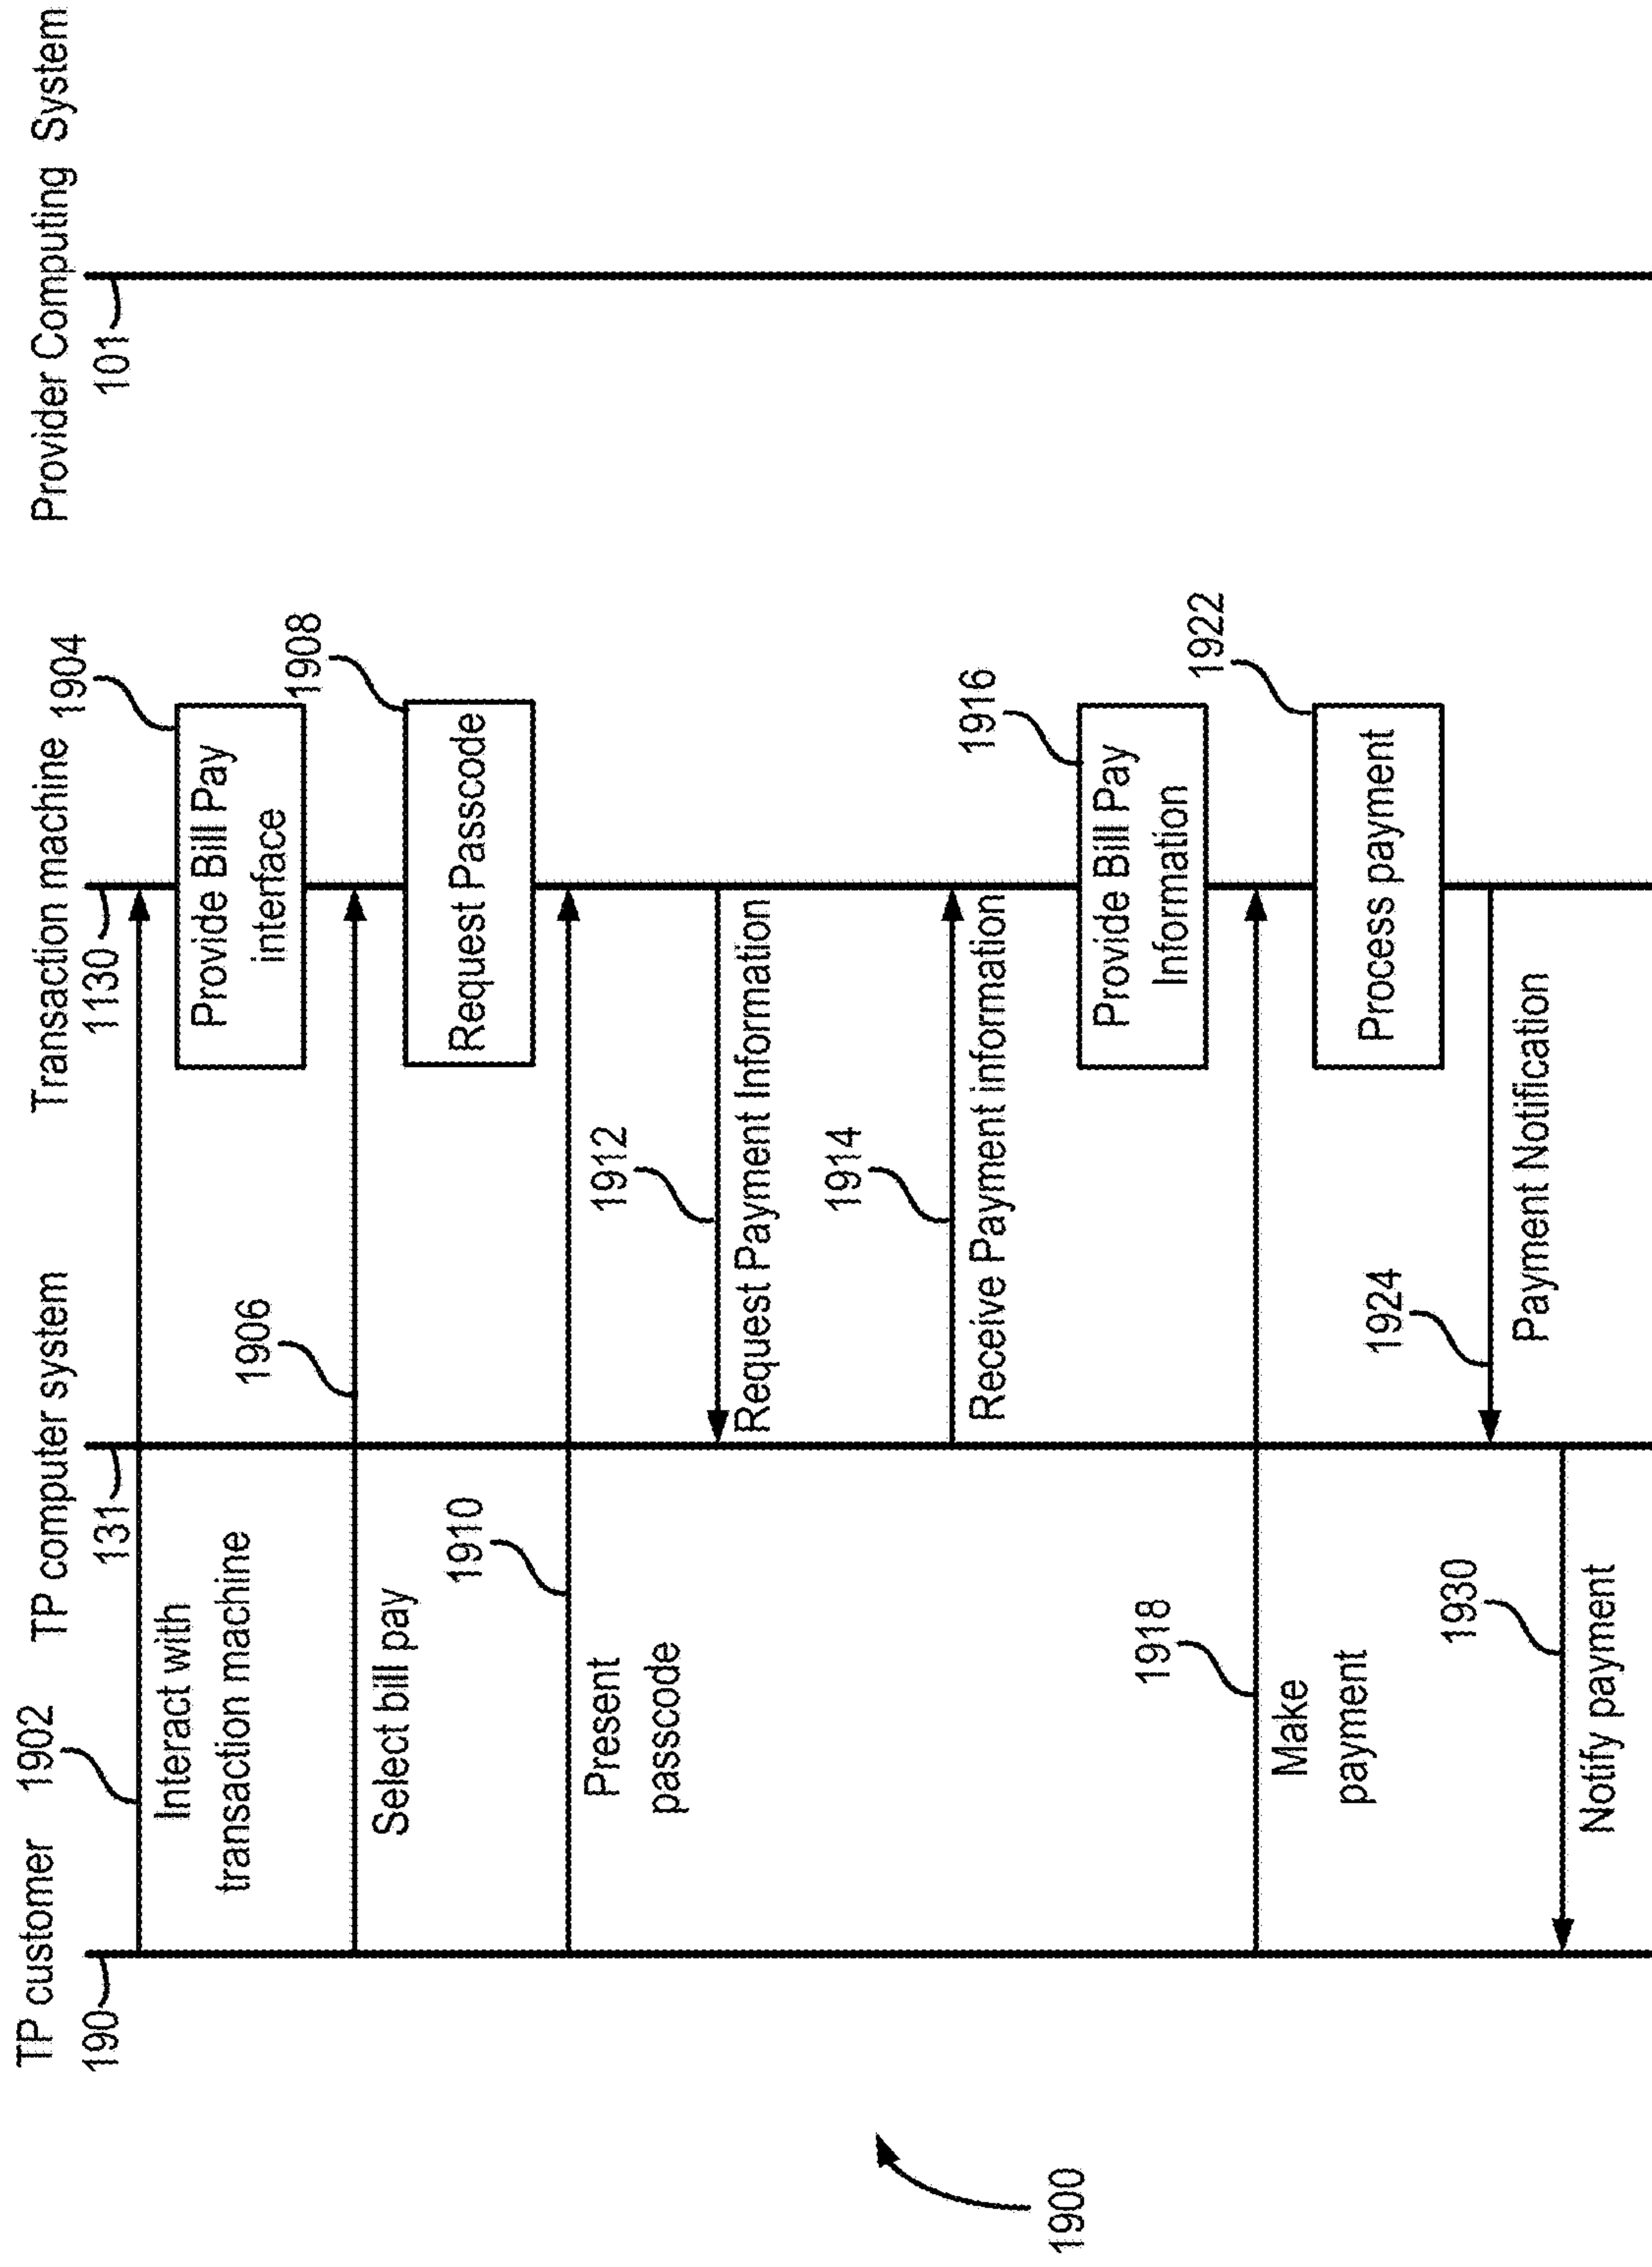 TP customer
1902
TP computer system
Transaction machine
1904
Provider Computing System
190
131
1130
101
Interact with
transaction machine
Provide Bill Pay
interface
1906
1908
Select bill pay
Request Passcode
1910
Present
passcode
1912
Request Payment Information
1914
Receive Payment information
1916
Provide Bill Pay
Information
1918
Make
payment
1922
Process payment
1924
Payment Notification
1930
Notify payment
1900